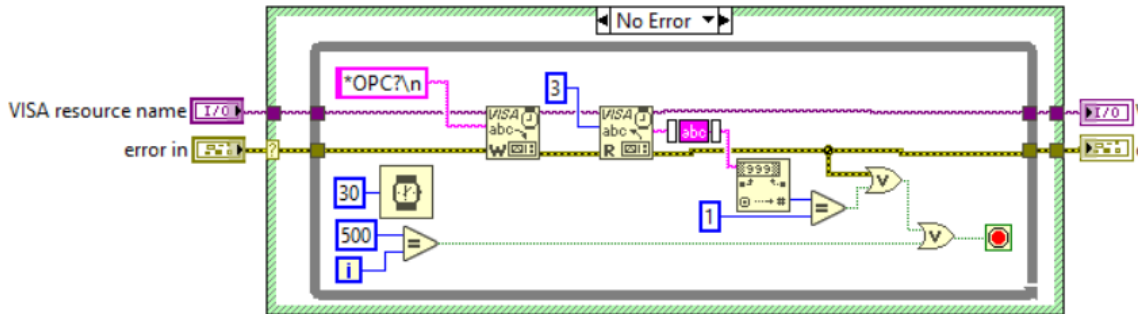 No Error
*OPC?\n
3
VISA resource name
I/O
VISA
abc
W
VISA
abc
R
abc
I/O
error in
?
999
#
30
1
V
500
=
=
V
i